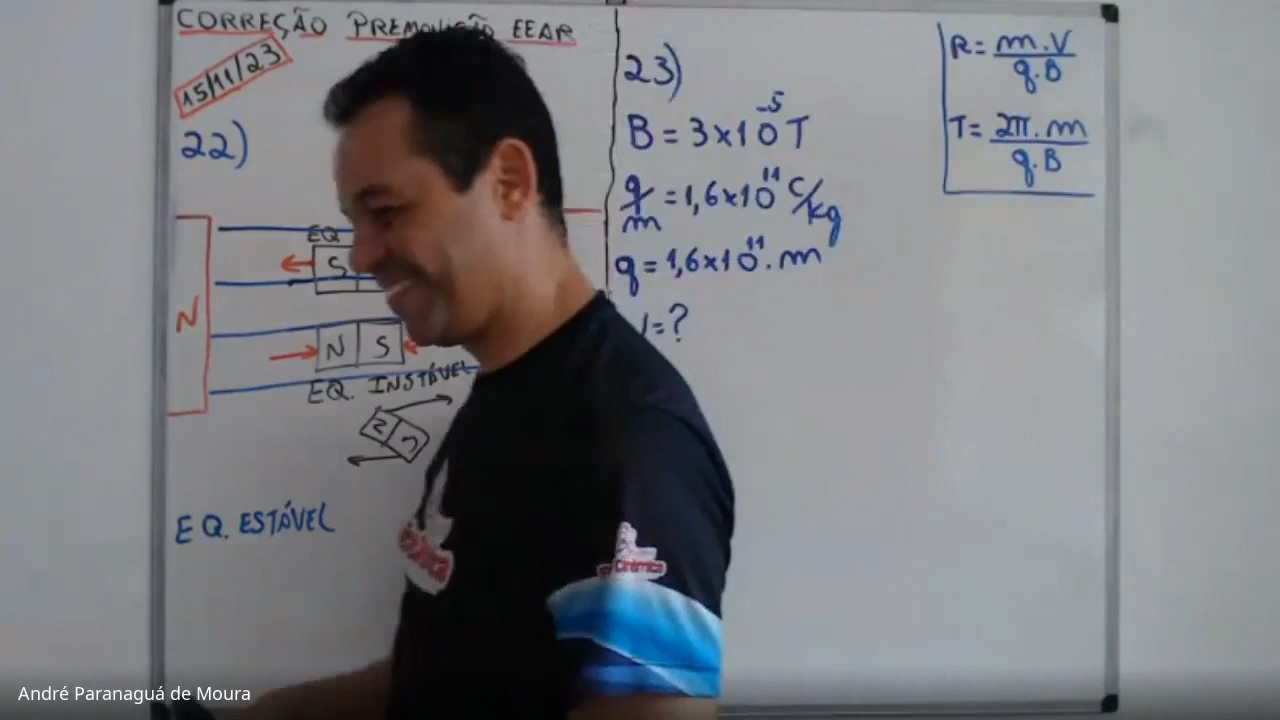 CORREÇÃO PREMONIÇÃO EEAR
15/11/23
22)
N
EQ
S
N S
EQ. INSTÁVEL
EQ. ESTÁVEL
23)
B = 3x10⁻⁵ T
q/m = 1,6x10¹¹ C/kg
q = 1,6x10¹¹ . m
=?
R = m.V / q.B
T = 2π.m / q.B
Cinêmica
André Paranaguá de Moura